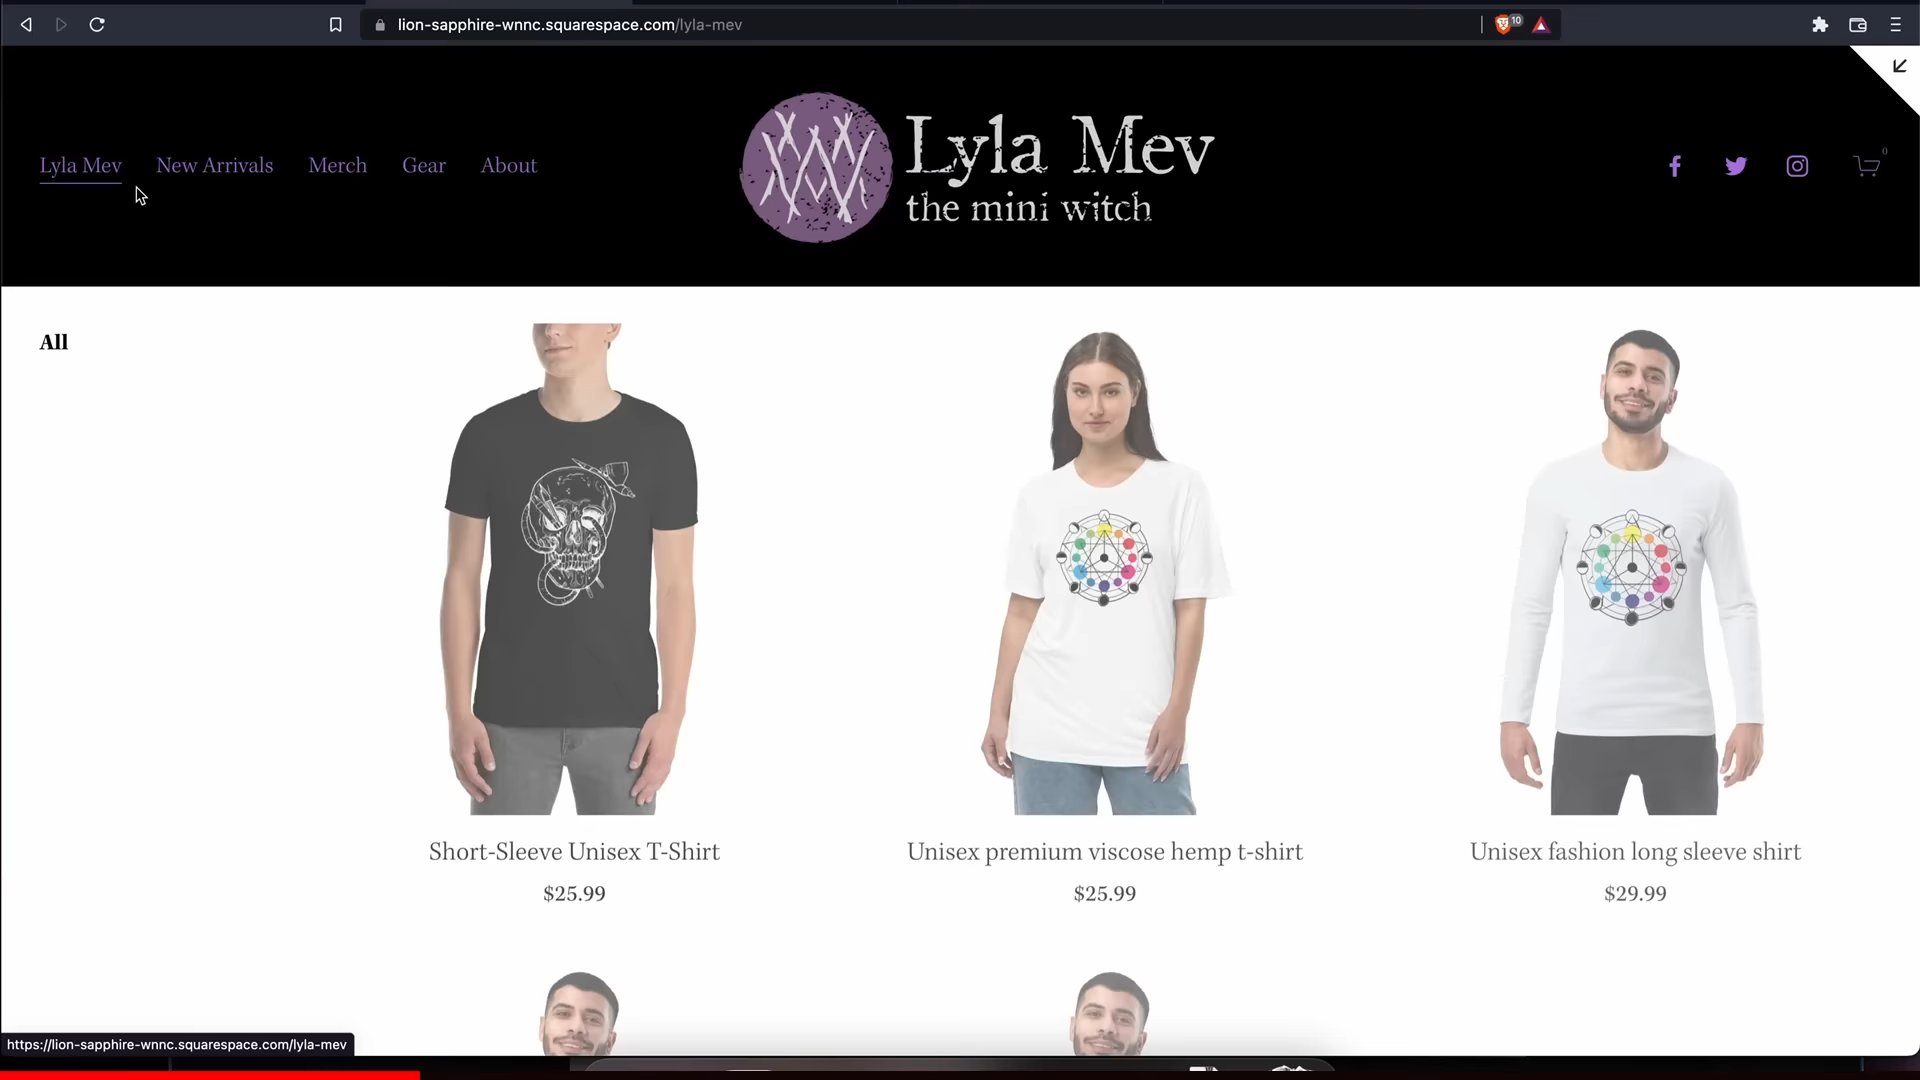 lion-sapphire-wnnc.squarespace.com/lyla-mev
10
Lyla Mev
New Arrivals
Merch
Gear
About
Lyla Mev
the mini witch
0
All
Short-Sleeve Unisex T-Shirt
$25.99
Unisex premium viscose hemp t-shirt
$25.99
Unisex fashion long sleeve shirt
$29.99
https://lion-sapphire-wnnc.squarespace.com/lyla-mev